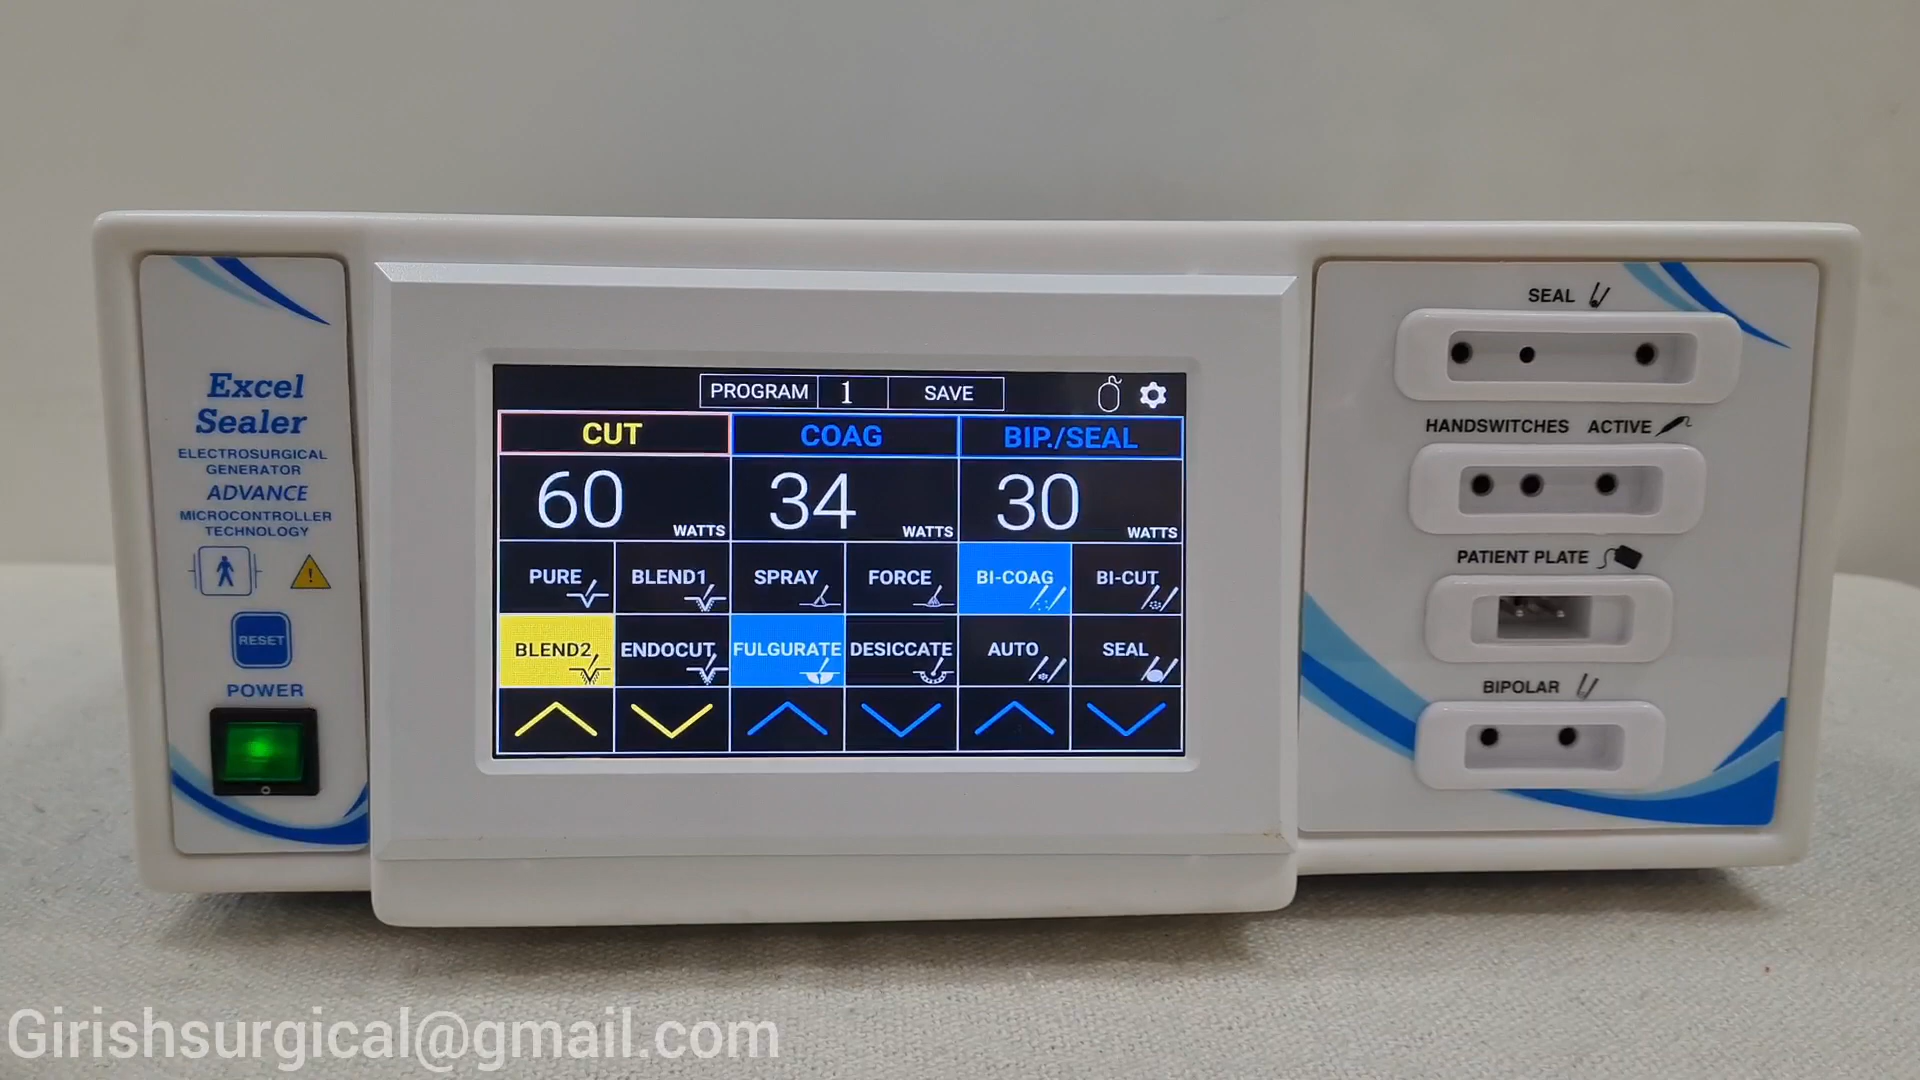 Excel
Sealer
ELECTROSURGICAL
GENERATOR
ADVANCE
MICROCONTROLLER
TECHNOLOGY
RESET
POWER
PROGRAM 1 SAVE
CUT COAG BIP./SEAL
60 WATTS 34 WATTS 30 WATTS
PURE BLEND1 SPRAY FORCE BI-COAG BI-CUT
BLEND2 ENDOCUT FULGURATE DESICCATE AUTO SEAL
SEAL
HANDSWITCHES ACTIVE
PATIENT PLATE
BIPOLAR
Girishsurgical@gmail.com